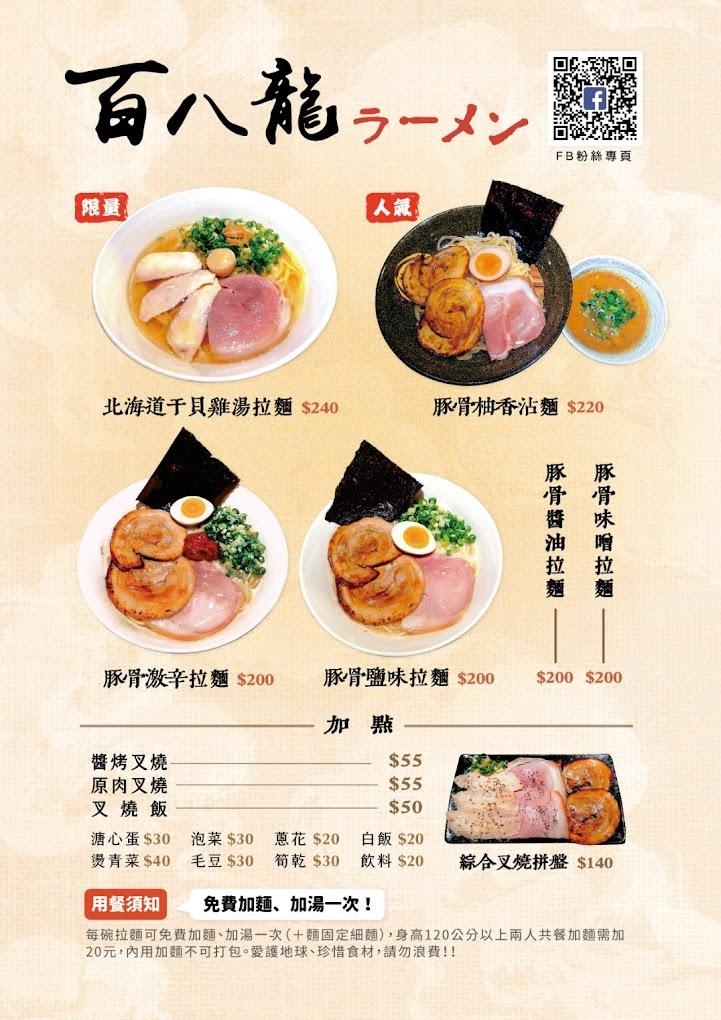 百八龍ラーメン
FB粉絲專頁
限量
人氣
北海道干貝雞湯拉麵 $240
豚骨柚香沾麵 $220
豚骨激辛拉麵 $200
豚骨鹽味拉麵 $200
豚骨醬油拉麵 $200
豚骨味噌拉麵 $200
加點
醬烤叉燒 $55
原肉叉燒 $55
叉燒飯 $50
溏心蛋 $30 泡菜 $30 蔥花 $20 白飯 $20
燙青菜 $40 毛豆 $30 筍乾 $30 飲料 $20
綜合叉燒拼盤 $140
用餐須知 免費加麵、加湯一次！
每碗拉麵可免費加麵、加湯一次(＋麵固定細麵)，身高120公分以上兩人共餐加麵需加
20元，內用加麵不可打包。愛護地球、珍惜食材，請勿浪費!!